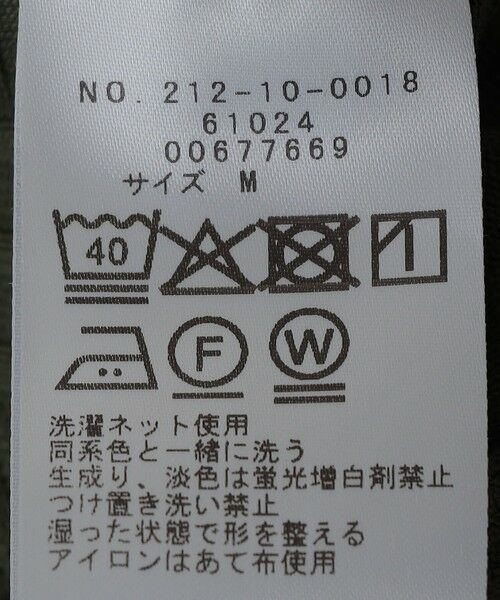 NO. 212-10-0018
61024
00677669
サイズ M
40
F W
洗濯ネット使用
同系色と一緒に洗う
生成り、淡色は蛍光増白剤禁止
つけ置き洗い禁止
湿った状態で形を整える
アイロンはあて布使用